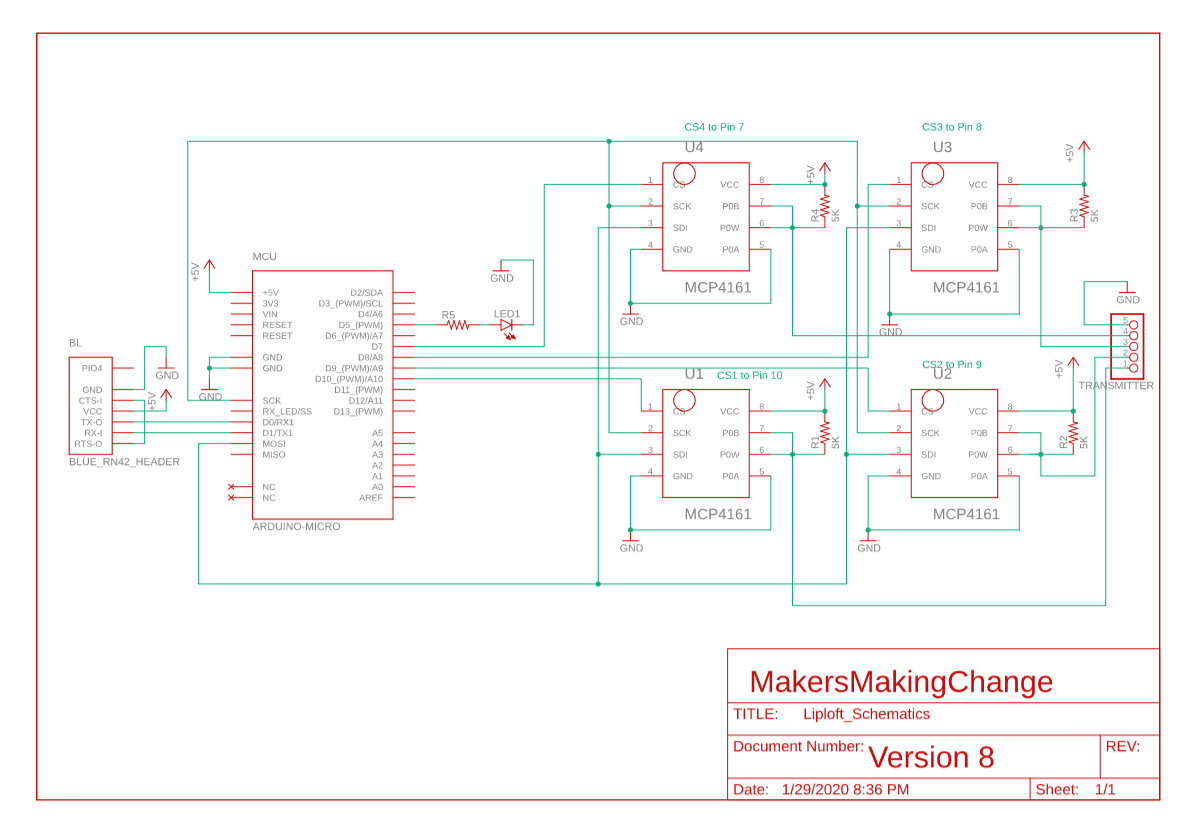 CS4 to Pin 7
U4
+5V
1 CS VCC 8
2 SCK P0B 7
3 SDI P0W 6
4 GND P0A 5
R4
5K
MCP4161
GND
CS3 to Pin 8
U3
+5V
1 CS VCC 8
2 SCK P0B 7
3 SDI P0W 6
4 GND P0A 5
R3
5K
MCP4161
GND
MCU
+5V
+5V D2/SDA
3V3 D3_(PWM)/SCL
VIN D4/A6
RESET D5_(PWM)
RESET D6_(PWM)/A7
D7
GND D8/A8
GND D9_(PWM)/A9
D10_(PWM)/A10
D11_(PWM)
SCK D12/A11
RX_LED/SS D13_(PWM)
D0/RX1
D1/TX1 A5
MOSI A4
MISO A3
A2
A1
NC A0
NC AREF
ARDUINO-MICRO
GND
GND
R5
LED1
BL
PIO4
GND
CTS-I
VCC
TX-O
RX-I
RTS-O
BLUE_RN42_HEADER
GND
+5V
CS1 to Pin 10
U1
+5V
1 CS VCC 8
2 SCK P0B 7
3 SDI P0W 6
4 GND P0A 5
R1
5K
MCP4161
GND
CS2 to Pin 9
U2
+5V
1 CS VCC 8
2 SCK P0B 7
3 SDI P0W 6
4 GND P0A 5
R2
5K
MCP4161
GND
GND
5
4
3
2
1
TRANSMITTER
MakersMakingChange
TITLE: Liploft_Schematics
Document Number: Version 8
REV:
Date: 1/29/2020 8:36 PM
Sheet: 1/1